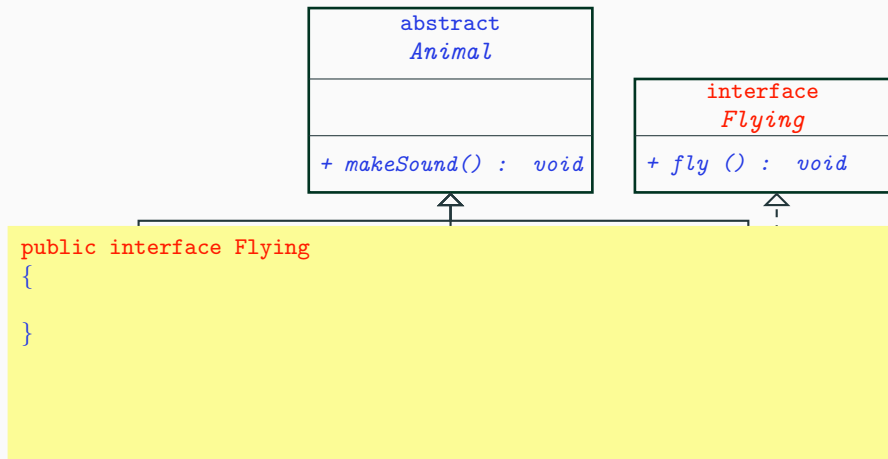 abstract
Animal
+ makeSound() : void
interface
Flying
+ fly () : void
public interface Flying
{
}